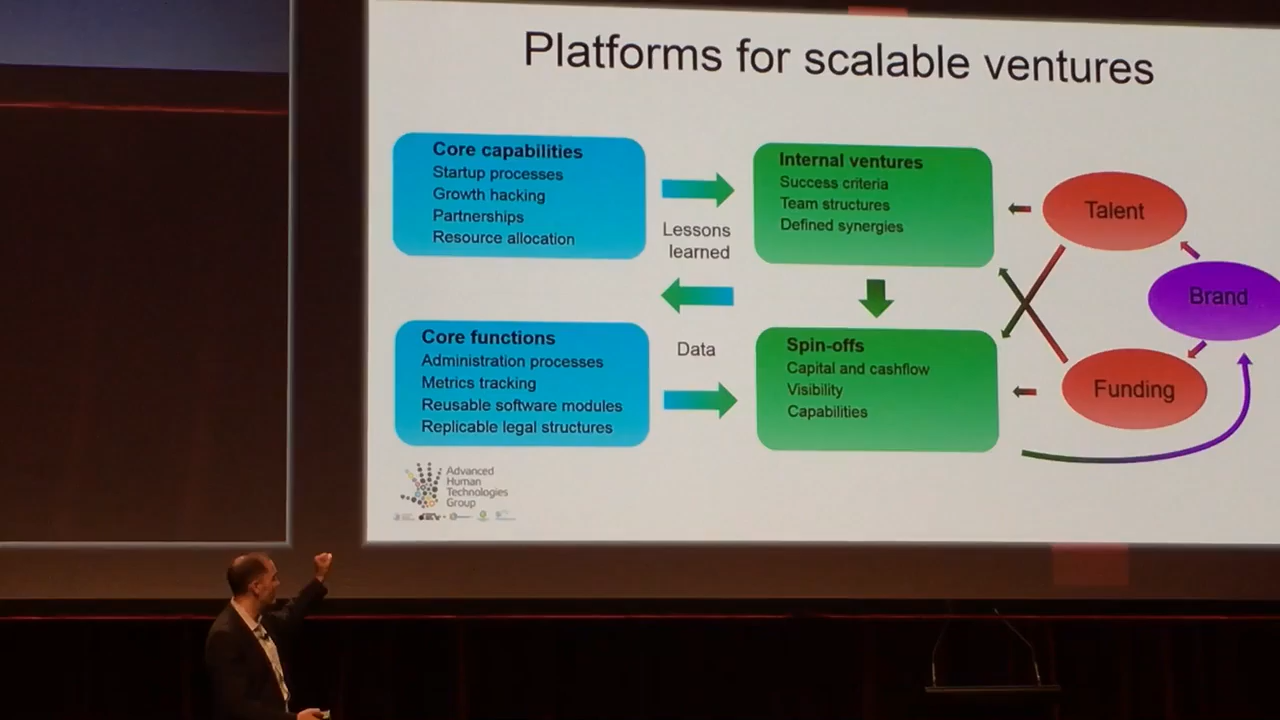 Platforms for scalable ventures
Core capabilities
Startup processes
Growth hacking
Partnerships
Resource allocation
Lessons
learned
Internal ventures
Success criteria
Team structures
Defined synergies
Talent
Brand
Core functions
Administration processes
Metrics tracking
Reusable software modules
Replicable legal structures
Data
Spin-offs
Capital and cashflow
Visibility
Capabilities
Funding
Advanced
Human
Technologies
Group